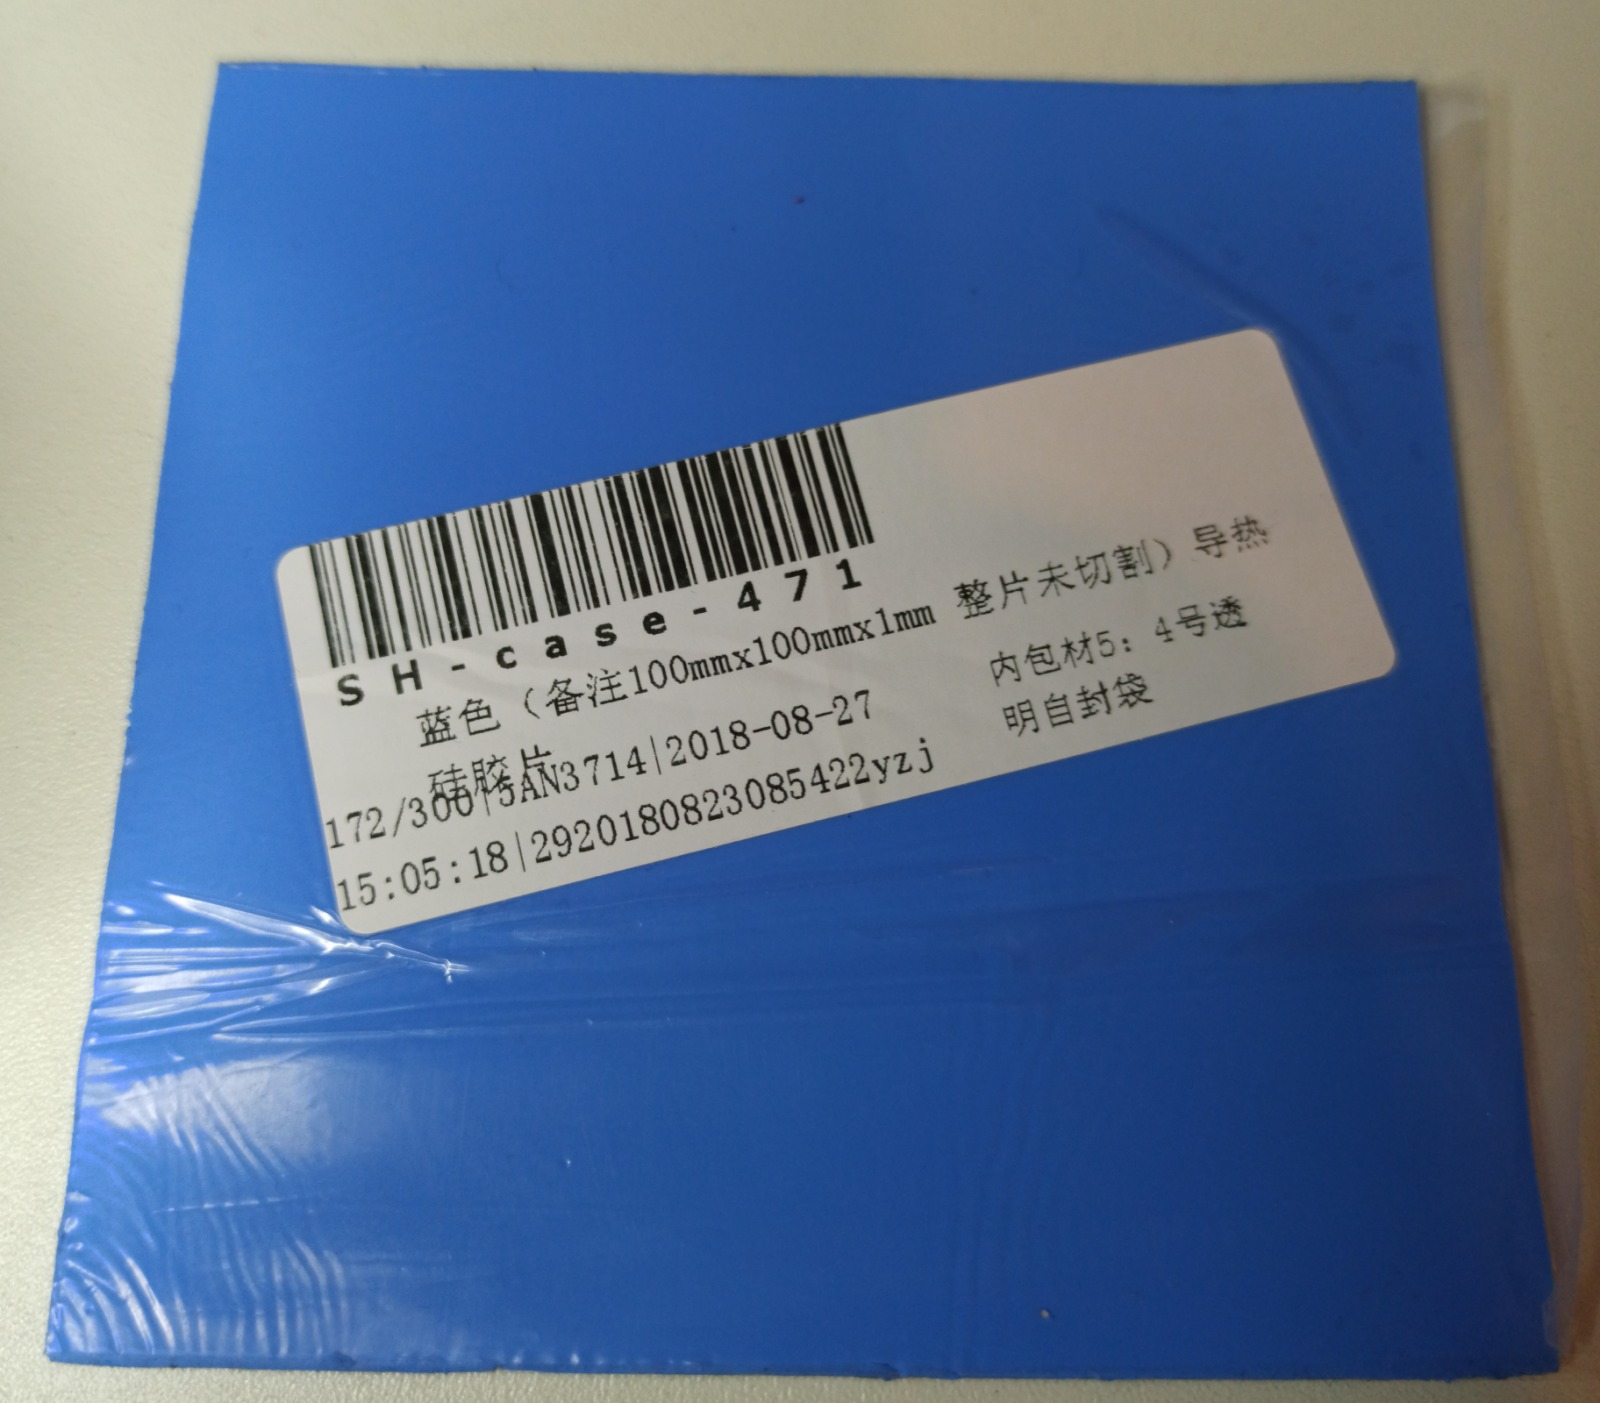 SH-case-471
蓝色（备注100mmx100mmx1mm 整片未切割）导热
硅胶片
内包材5: 4号透
明自封袋
172/300|5AN3714|2018-08-27
15:05:18|2920180823085422yzj